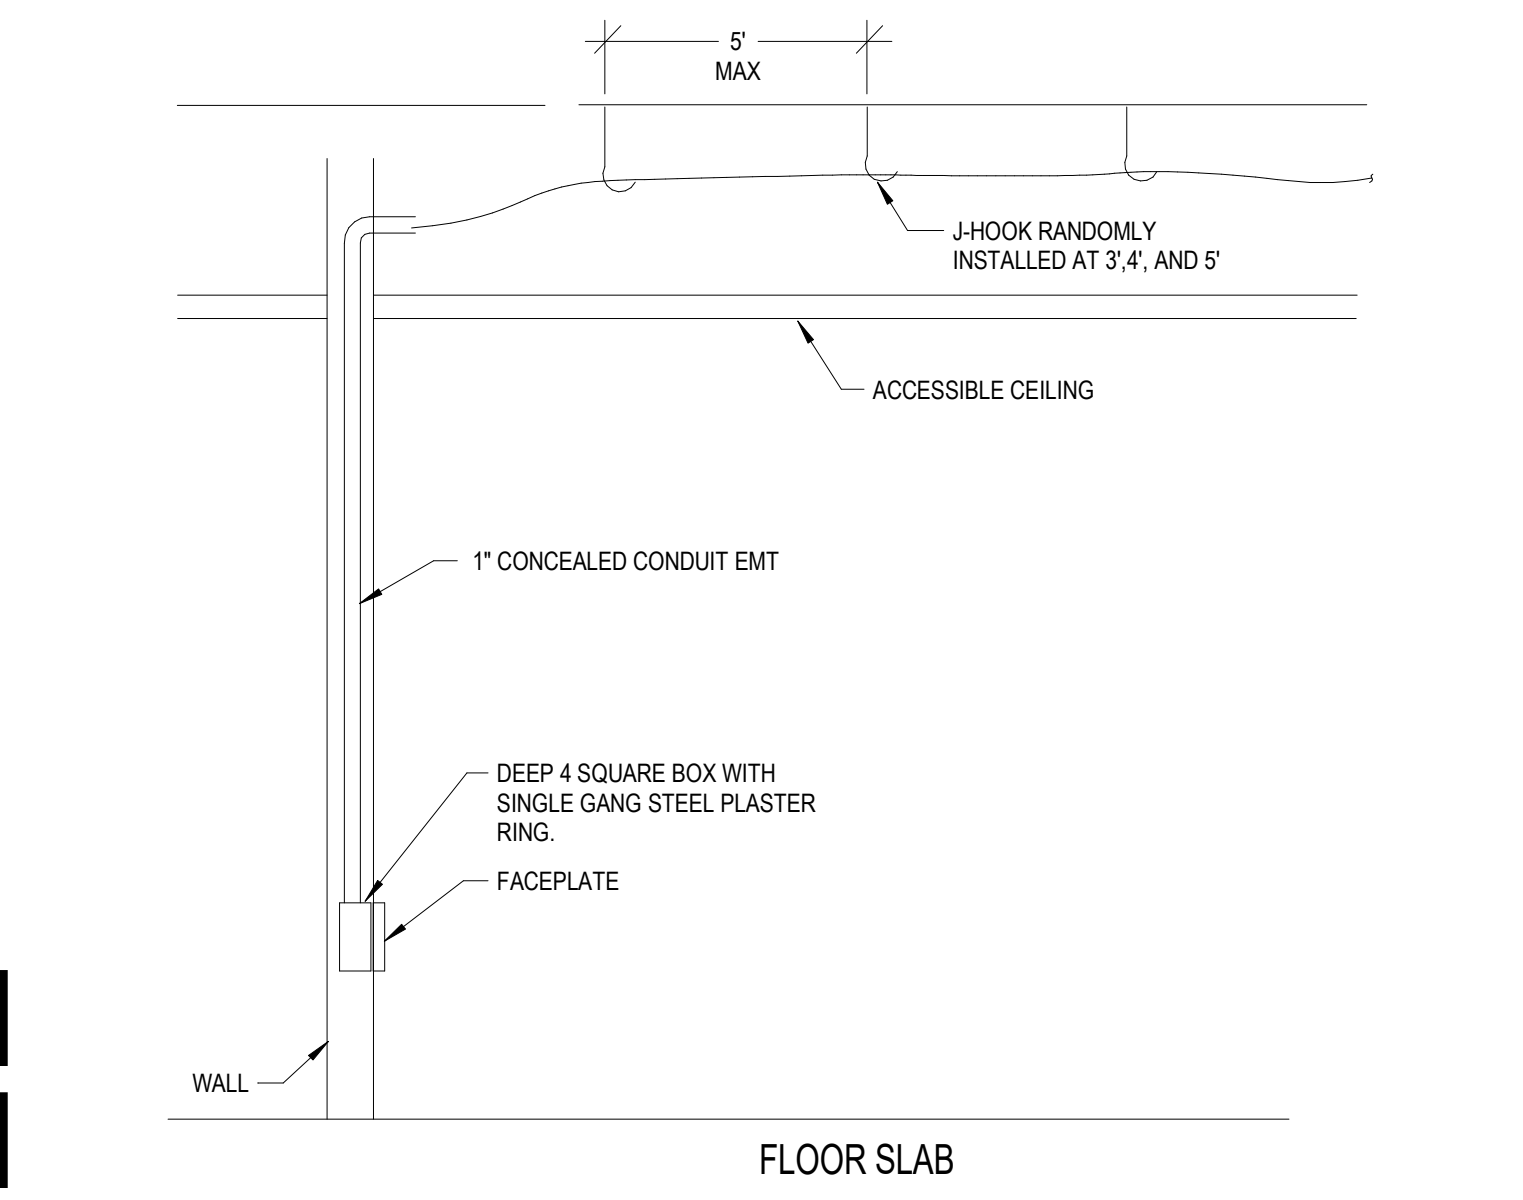 5'
MAX
J-HOOK RANDOMLY
INSTALLED AT 3',4', AND 5'
ACCESSIBLE CEILING
1" CONCEALED CONDUIT EMT
DEEP 4 SQUARE BOX WITH
SINGLE GANG STEEL PLASTER
RING.
FACEPLATE
WALL
FLOOR SLAB